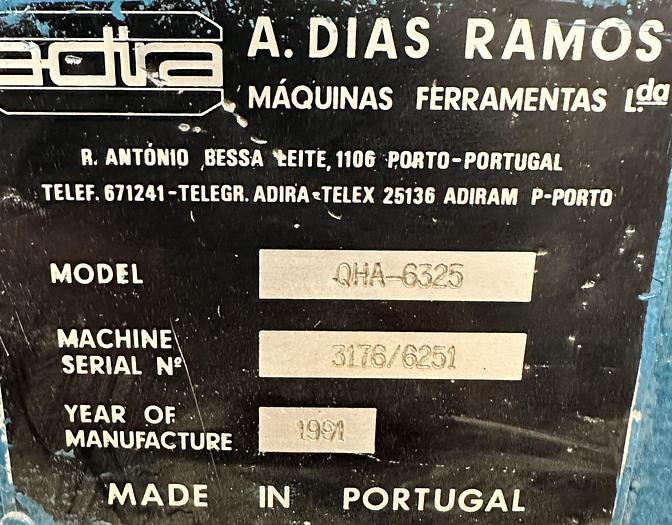 adira
A. DIAS RAMOS
MÁQUINAS FERRAMENTAS L.da
R. ANTÓNIO BESSA LEITE, 1106 PORTO-PORTUGAL
TELEF. 671241-TELEGR. ADIRA-TELEX 25136 ADIRAM P-PORTO
MODEL QHA-6325
MACHINE
SERIAL Nº 3176/6251
YEAR OF
MANUFACTURE 1991
MADE IN PORTUGAL